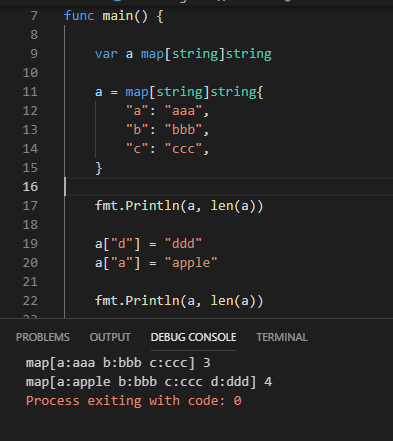 7 func main() {
8
9 var a map[string]string
10
11 a = map[string]string{
12 "a": "aaa",
13 "b": "bbb",
14 "c": "ccc",
15 }
16
17 fmt.Println(a, len(a))
18
19 a["d"] = "ddd"
20 a["a"] = "apple"
21
22 fmt.Println(a, len(a))
PROBLEMS OUTPUT DEBUG CONSOLE TERMINAL
map[a:aaa b:bbb c:ccc] 3
map[a:apple b:bbb c:ccc d:ddd] 4
Process exiting with code: 0